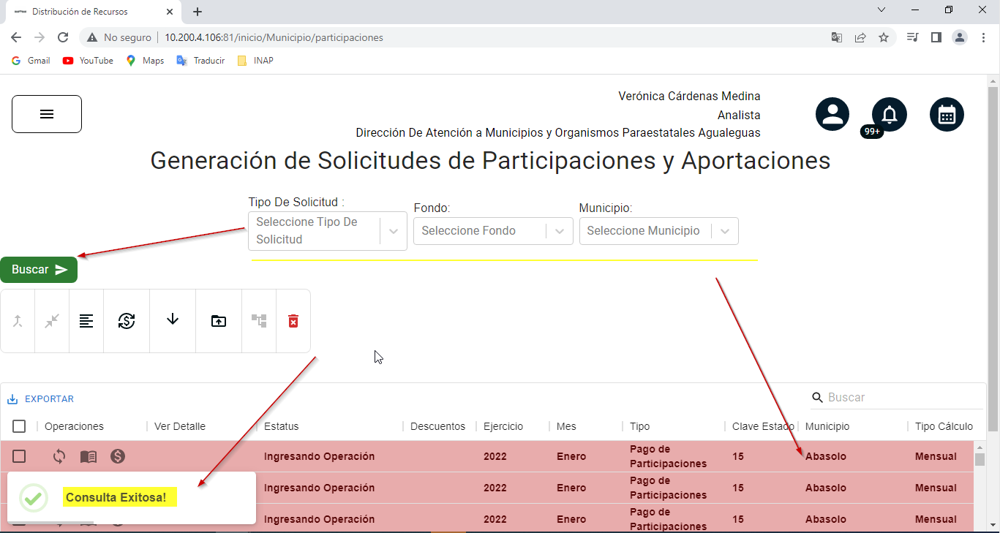 Distribución de Recursos
No seguro
10.200.4.106:81/inicio/Municipio/participaciones
Gmail
YouTube
Maps
Traducir
INAP
Verónica Cárdenas Medina
Analista
Dirección De Atención a Municipios y Organismos Paraestatales Agualeguas
99+
Generación de Solicitudes de Participaciones y Aportaciones
Tipo De Solicitud :
Seleccione Tipo De
Solicitud
Fondo:
Seleccione Fondo
Municipio:
Seleccione Municipio
Buscar
EXPORTAR
Buscar
Operaciones Ver Detalle Estatus Descuentos Ejercicio Mes Tipo Clave Estado Municipio Tipo Cálculo
Ingresando Operación 2022 Enero Pago de
Participaciones 15 Abasolo Mensual
Ingresando Operación 2022 Enero Pago de
Participaciones 15 Abasolo Mensual
Ingresando Operación 2022 Enero Pago de
Participaciones 15 Abasolo Mensual
Consulta Exitosa!